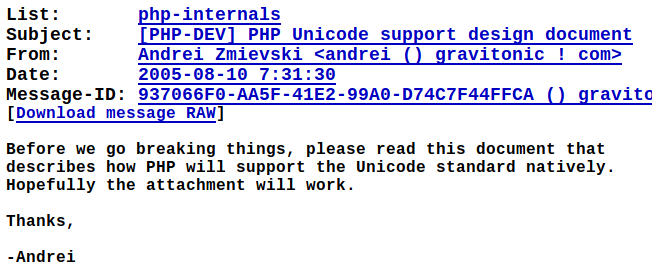 List:       php-internals
Subject:    [PHP-DEV] PHP Unicode support design document
From:       Andrei Zmievski <andrei () gravitonic ! com>
Date:       2005-08-10 7:31:30
Message-ID: 937066F0-AA5F-41E2-99A0-D74C7F44FFCA ()
[Download message RAW]
Before we go breaking things, please read this document that
describes how PHP will support the Unicode standard natively.
Hopefully the attachment will work.
Thanks,
-Andrei